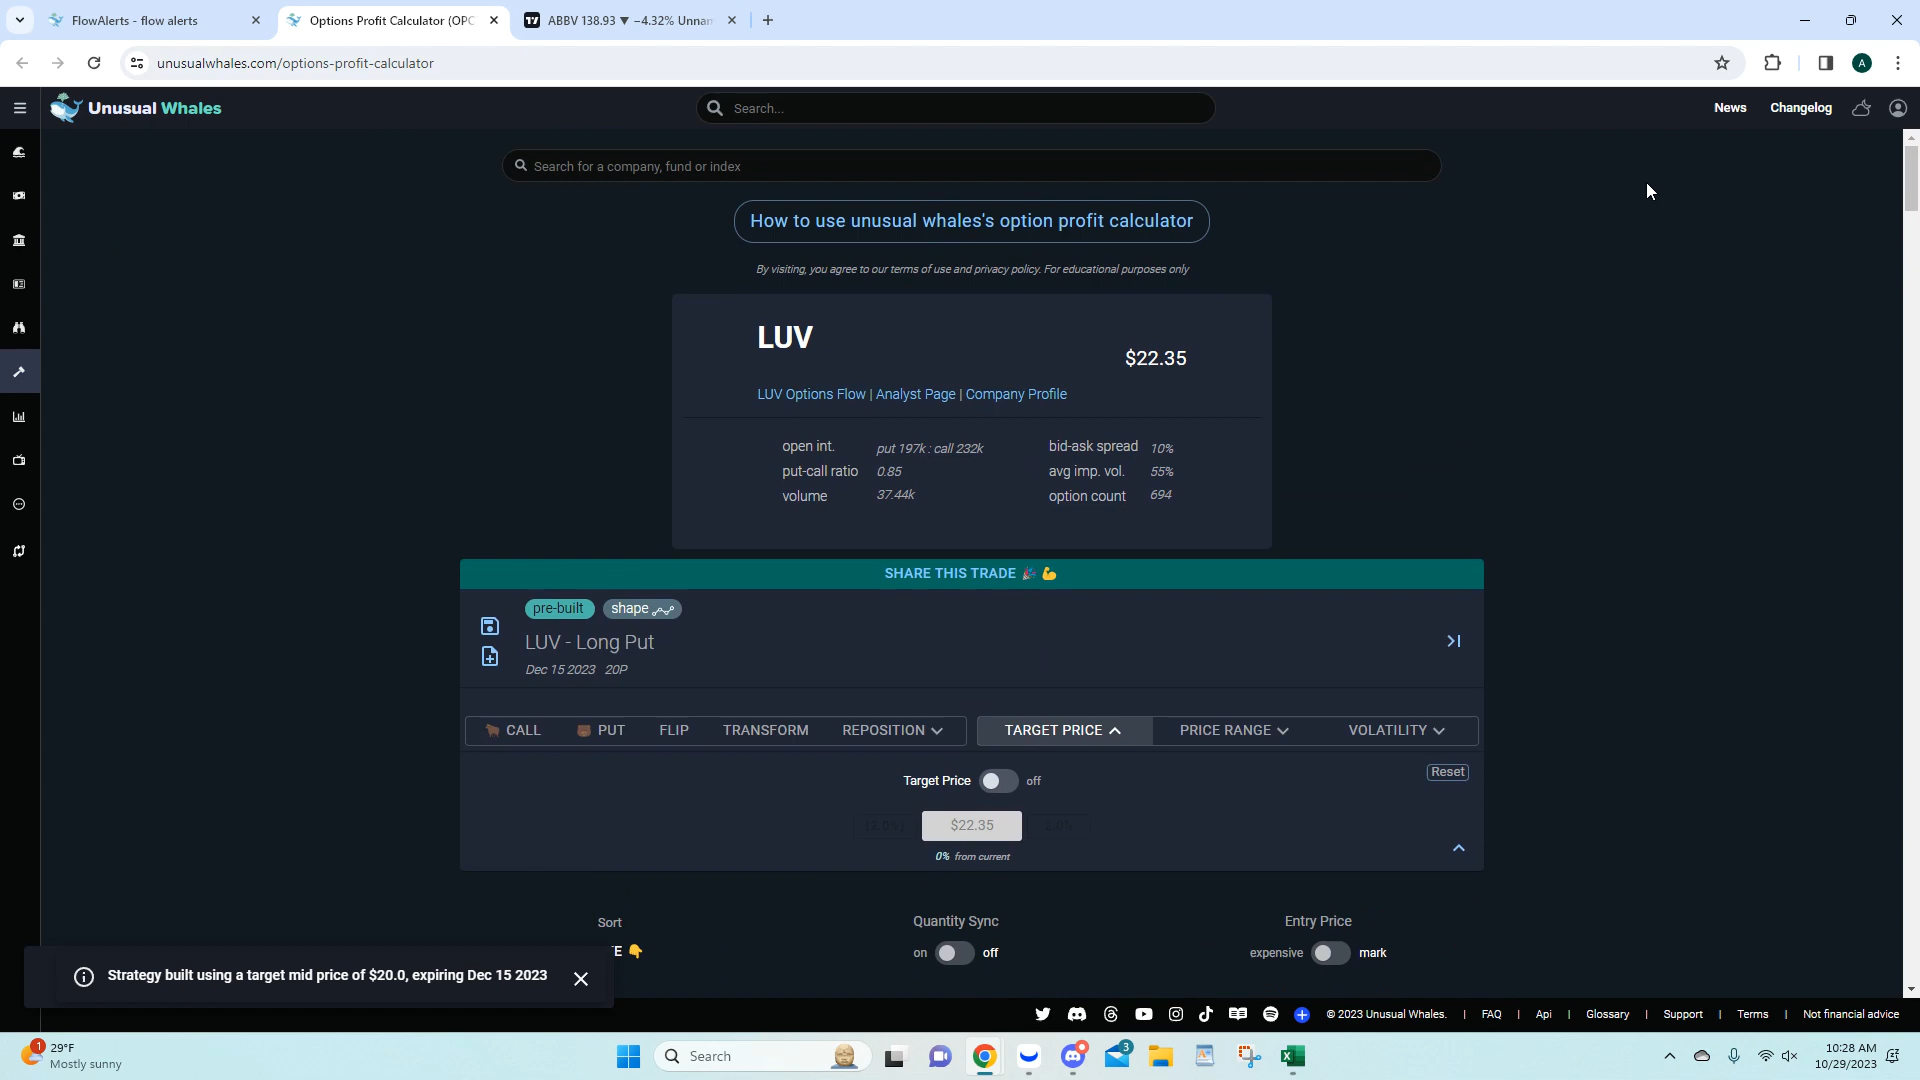 FlowAlerts - flow alerts
Options Profit Calculator (OPC
ABBV 138.93 ▼ −4.32% Unnan
unusualwhales.com/options-profit-calculator
A
Unusual Whales
Search...
News
Changelog
Search for a company, fund or index
How to use unusual whales's option profit calculator
By visiting, you agree to our terms of use and privacy policy. For educational purposes only
LUV
$22.35
LUV Options Flow | Analyst Page | Company Profile
open int. put 197k : call 232k bid-ask spread 10%
put-call ratio 0.85 avg imp. vol. 55%
volume 37.44k option count 694
SHARE THIS TRADE 🎉 💪
pre-built shape
LUV - Long Put
Dec 15 2023 20P
CALL PUT FLIP TRANSFORM REPOSITION TARGET PRICE PRICE RANGE VOLATILITY
Target Price off
Reset
$22.35
0% from current
Sort Quantity Sync Entry Price
TE 👇 on off expensive mark
Strategy built using a target mid price of $20.0, expiring Dec 15 2023
© 2023 Unusual Whales. | FAQ | Api | Glossary | Support | Terms | Not financial advice
1
29°F
Mostly sunny
Search
3
10:28 AM
10/29/2023